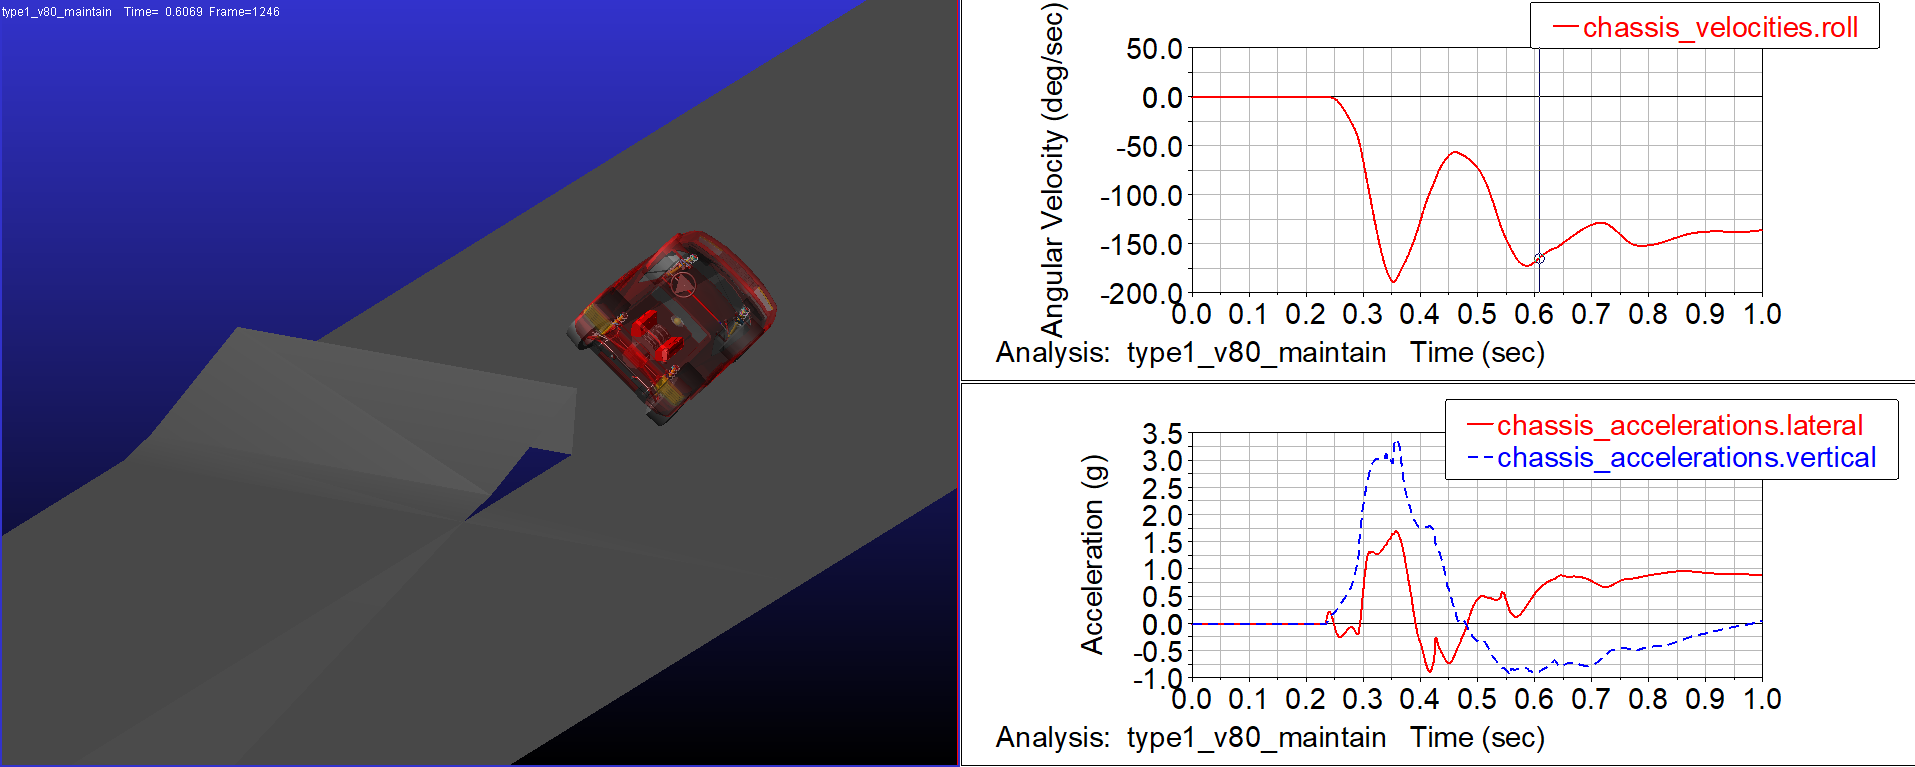 type1_v80_maintain Time= 0.6069 Frame=1246
chassis_velocities.roll
Angular Velocity (deg/sec)
50.0
0.0
-50.0
-100.0
-150.0
-200.0
0.0 0.1 0.2 0.3 0.4 0.5 0.6 0.7 0.8 0.9 1.0
Analysis: type1_v80_maintain Time (sec)
chassis_accelerations.lateral
chassis_accelerations.vertical
Acceleration (g)
3.5
3.0
2.5
2.0
1.5
1.0
0.5
0.0
-0.5
-1.0
0.0 0.1 0.2 0.3 0.4 0.5 0.6 0.7 0.8 0.9 1.0
Analysis: type1_v80_maintain Time (sec)